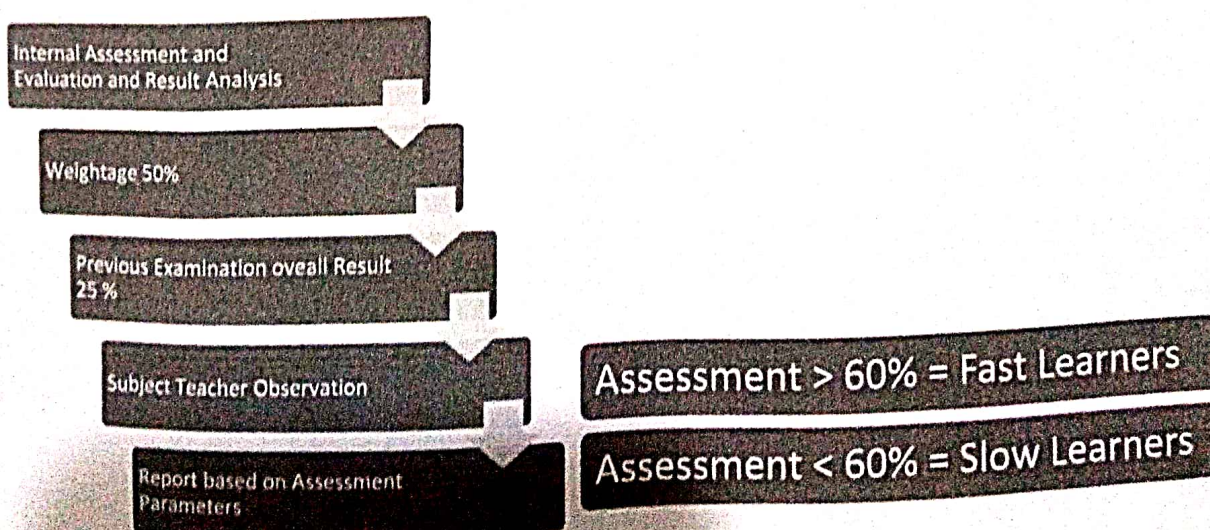 Internal Assessment and
Evaluation and Result Analysis
Weightage 50%
Previous Examination oveall Result
25 %
Subject Teacher Observation
Report based on Assessment
Parameters
Assessment > 60% = Fast Learners
Assessment < 60% = Slow Learners